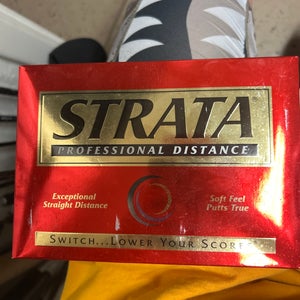 STRATA
PROFESSIONAL DISTANCE
Exceptional
Straight Distance
Soft Feel
Putts True
SWITCH...LOWER YOUR SCORE